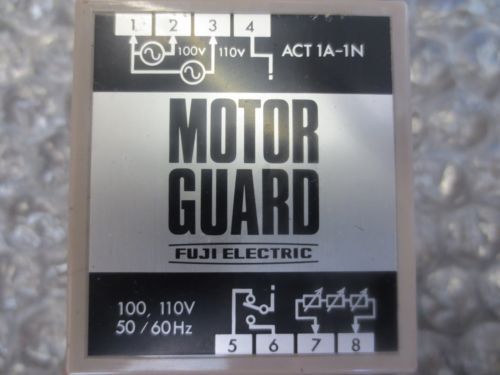 1 2 3 4
100V 110V ACT 1A-1N
MOTOR
GUARD
FUJI ELECTRIC
100, 110V
50/60Hz
5 6 7 8